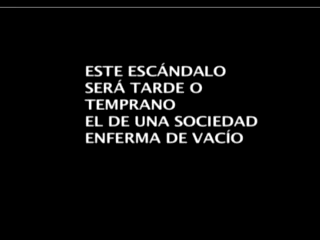 ESTE ESCÁNDALO
SERÁ TARDE O
TEMPRANO
EL DE UNA SOCIEDAD
ENFERMA DE VACÍO